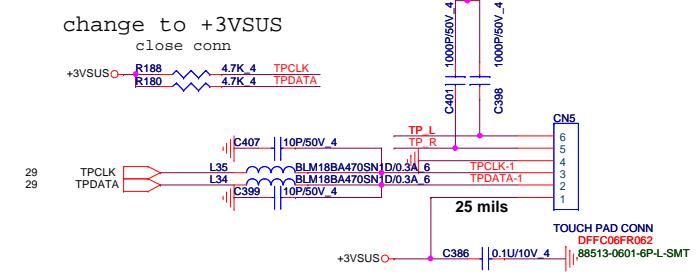 change to +3VSUS
close conn
+3VSUS
R188 4.7K_4 TPCLK
R180 4.7K_4 TPDATA
1000P/50V_4
1000P/50V_4
C401
C398
CN5
TP_L 6
TP_R 5
4
C407 10P/50V_4
29 TPCLK L35 BLM18BA470SN1D/0.3A_6 TPCLK-1 3
29 TPDATA L34 BLM18BA470SN1D/0.3A_6 TPDATA-1 2
C399 10P/50V_4
25 mils 1
TOUCH PAD CONN
DFFC06FR062
88513-0601-6P-L-SMT
+3VSUS C386 0.1U/10V_4